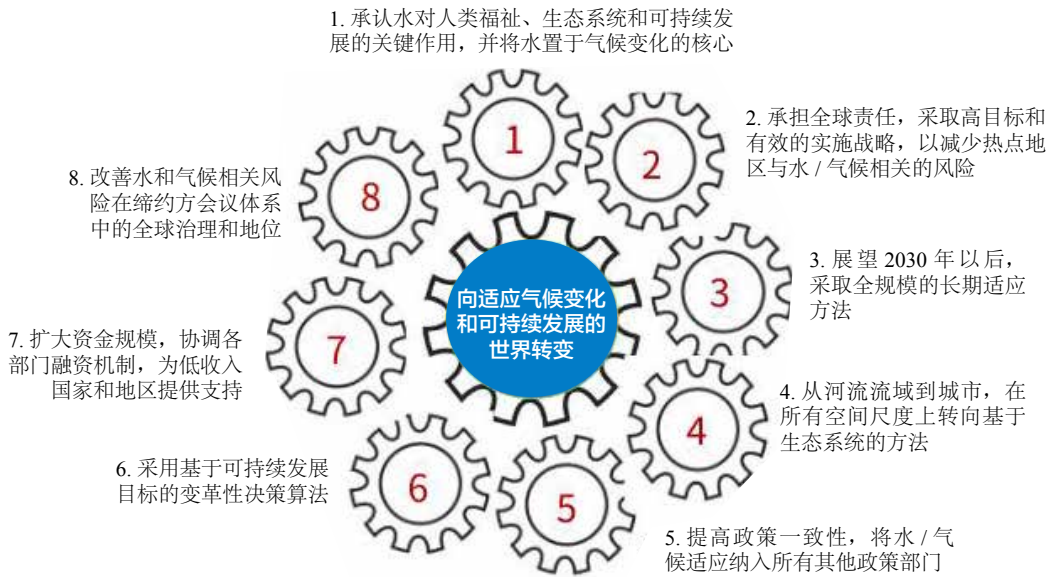 1. 承认水对人类福祉、生态系统和可持续发
展的关键作用，并将水置于气候变化的核心
2. 承担全球责任，采取高目标和
有效的实施战略，以减少热点地
区与水 / 气候相关的风险
3. 展望 2030 年以后，
采取全规模的长期适应
方法
4. 从河流流域到城市，在
所有空间尺度上转向基于
生态系统的方法
5. 提高政策一致性，将水 / 气
候适应纳入所有其他政策部门
6. 采用基于可持续发展
目标的变革性决策算法
7. 扩大资金规模，协调各
部门融资机制，为低收入
国家和地区提供支持
8. 改善水和气候相关风
险在缔约方会议体系
中的全球治理和地位
1
2
3
4
5
6
7
8
向适应气候变化
和可持续发展的
世界转变